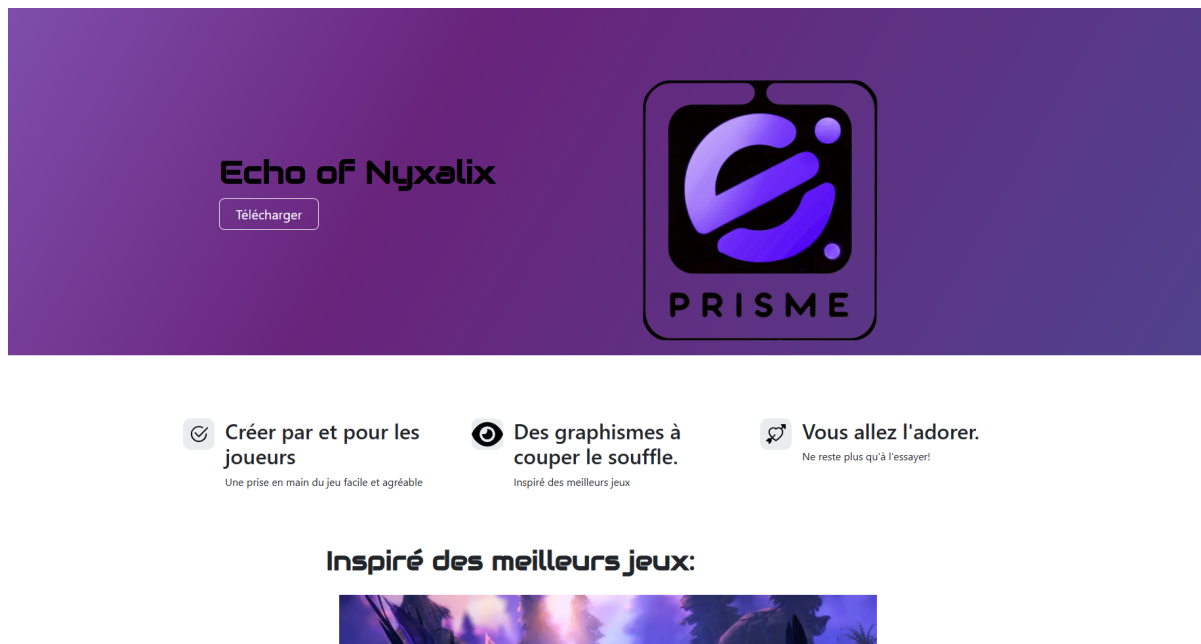 Echo of Nyxalix
Télécharger
PRISME
Créer par et pour les
joueurs
Une prise en main du jeu facile et agréable
Des graphismes à
couper le souffle.
Inspiré des meilleurs jeux
Vous allez l'adorer.
Ne reste plus qu'à l'essayer!
Inspiré des meilleurs jeux: